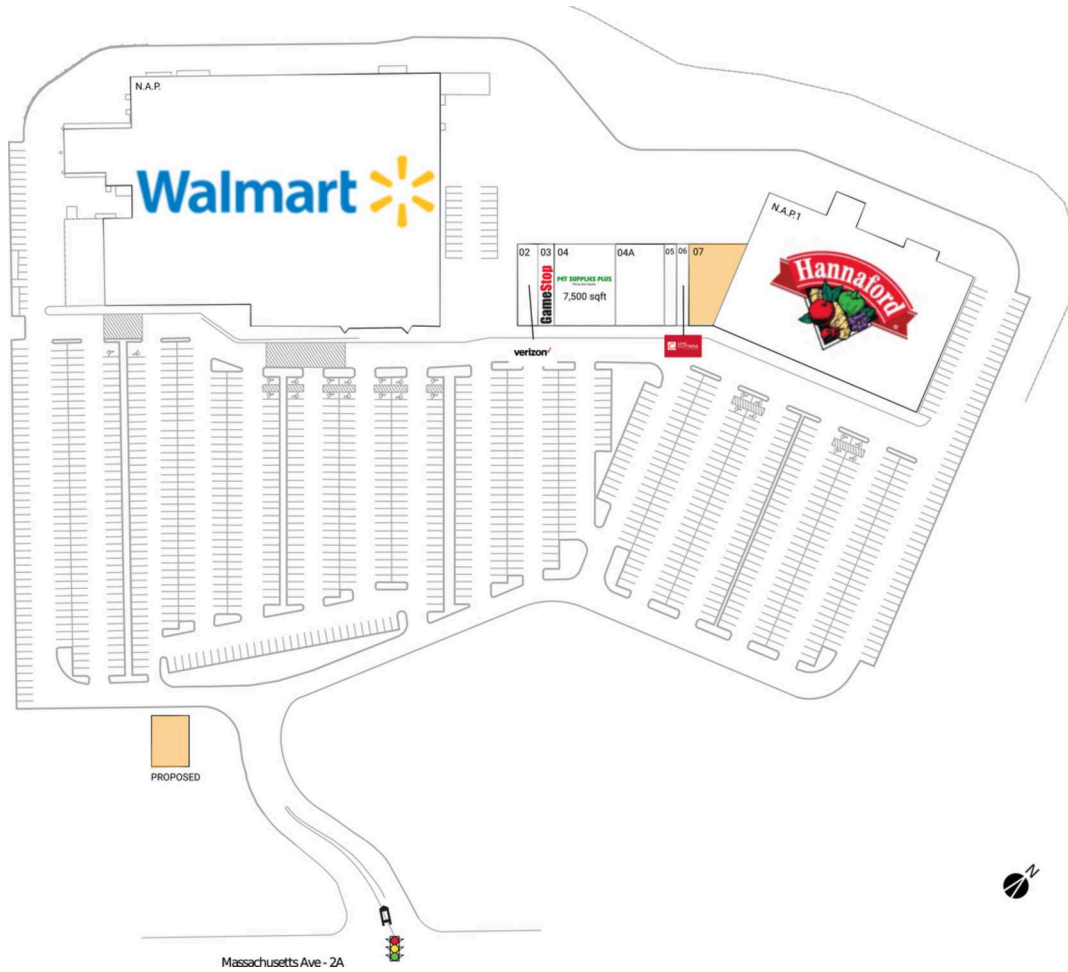 N.A.P.
Walmart
N.A.P.1
Hannaford
02
03
04
04A
05
06
07
GameStop
PET SUPPLIES PLUS
7,500 sqft
verizon
PROPOSED
N
Massachusetts Ave - 2A